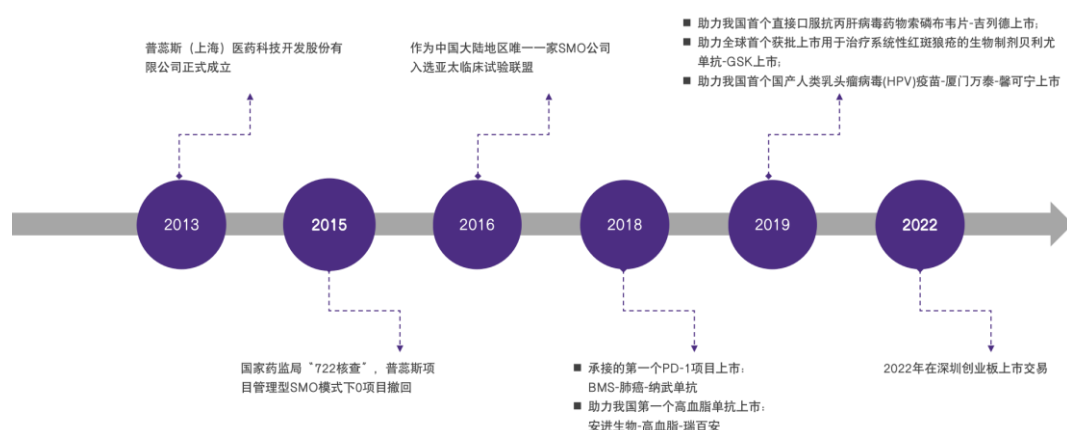 普蕊斯（上海）医药科技开发股份有
限公司正式成立
作为中国大陆地区唯一一家SMO公司
入选亚太临床试验联盟
■ 助力我国首个直接口服抗丙肝病毒药物索磷布韦片-吉列德上市;
■ 助力全球首个获批上市用于治疗系统性红斑狼疮的生物制剂贝利尤
单抗-GSK上市;
■ 助力我国首个国产人类乳头瘤病毒(HPV)疫苗-厦门万泰-馨可宁上市
2013
2015
2016
2018
2019
2022
国家药监局“722核查”，普蕊斯项
目管理型SMO模式下0项目撤回
■ 承接的第一个PD-1项目上市:
BMS-肺癌-纳武单抗
■ 助力我国第一个高血脂单抗上市:
安进生物-高血脂-瑞百安
2022年在深圳创业板上市交易